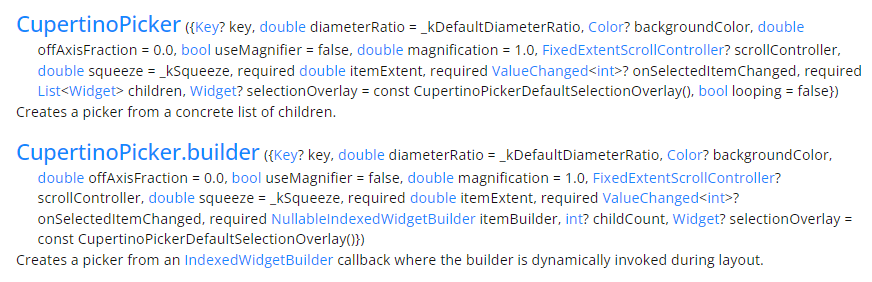 CupertinoPicker ({Key? key, double diameterRatio = _kDefaultDiameterRatio, Color? backgroundColor, double
offAxisFraction = 0.0, bool useMagnifier = false, double magnification = 1.0, FixedExtentScrollController? scrollController,
double squeeze = _kSqueeze, required double itemExtent, required ValueChanged<int>? onSelectedItemChanged, required
List<Widget> children, Widget? selectionOverlay = const CupertinoPickerDefaultSelectionOverlay(), bool looping = false})
Creates a picker from a concrete list of children.
CupertinoPicker.builder ({Key? key, double diameterRatio = _kDefaultDiameterRatio, Color? backgroundColor,
double offAxisFraction = 0.0, bool useMagnifier = false, double magnification = 1.0, FixedExtentScrollController?
scrollController, double squeeze = _kSqueeze, required double itemExtent, required ValueChanged<int>?
onSelectedItemChanged, required NullableIndexedWidgetBuilder itemBuilder, int? childCount, Widget? selectionOverlay =
const CupertinoPickerDefaultSelectionOverlay()})
Creates a picker from an IndexedWidgetBuilder callback where the builder is dynamically invoked during layout.